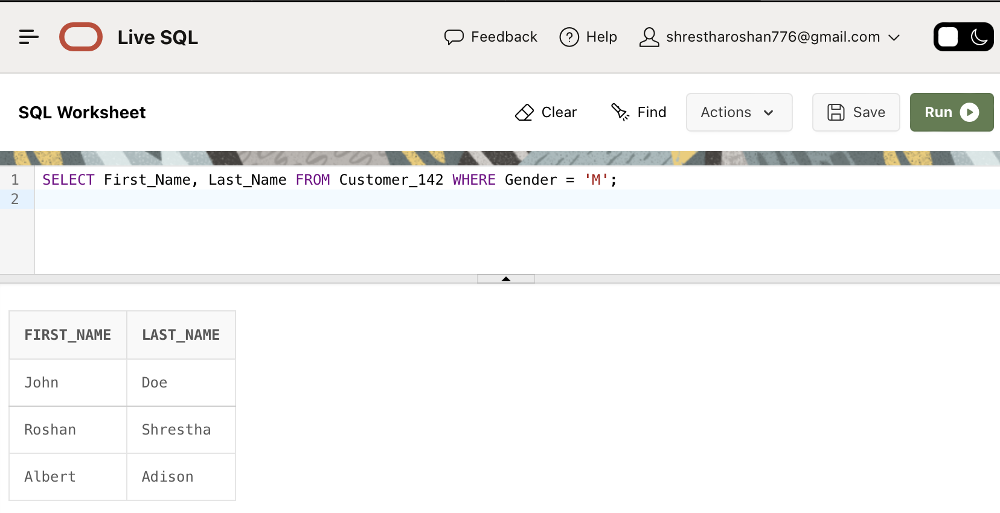 Live SQL Feedback Help shrestharoshan776@gmail.com
SQL Worksheet Clear Find Actions Save Run
1 SELECT First_Name, Last_Name FROM Customer_142 WHERE Gender = 'M';
2
FIRST_NAME LAST_NAME
John Doe
Roshan Shrestha
Albert Adison